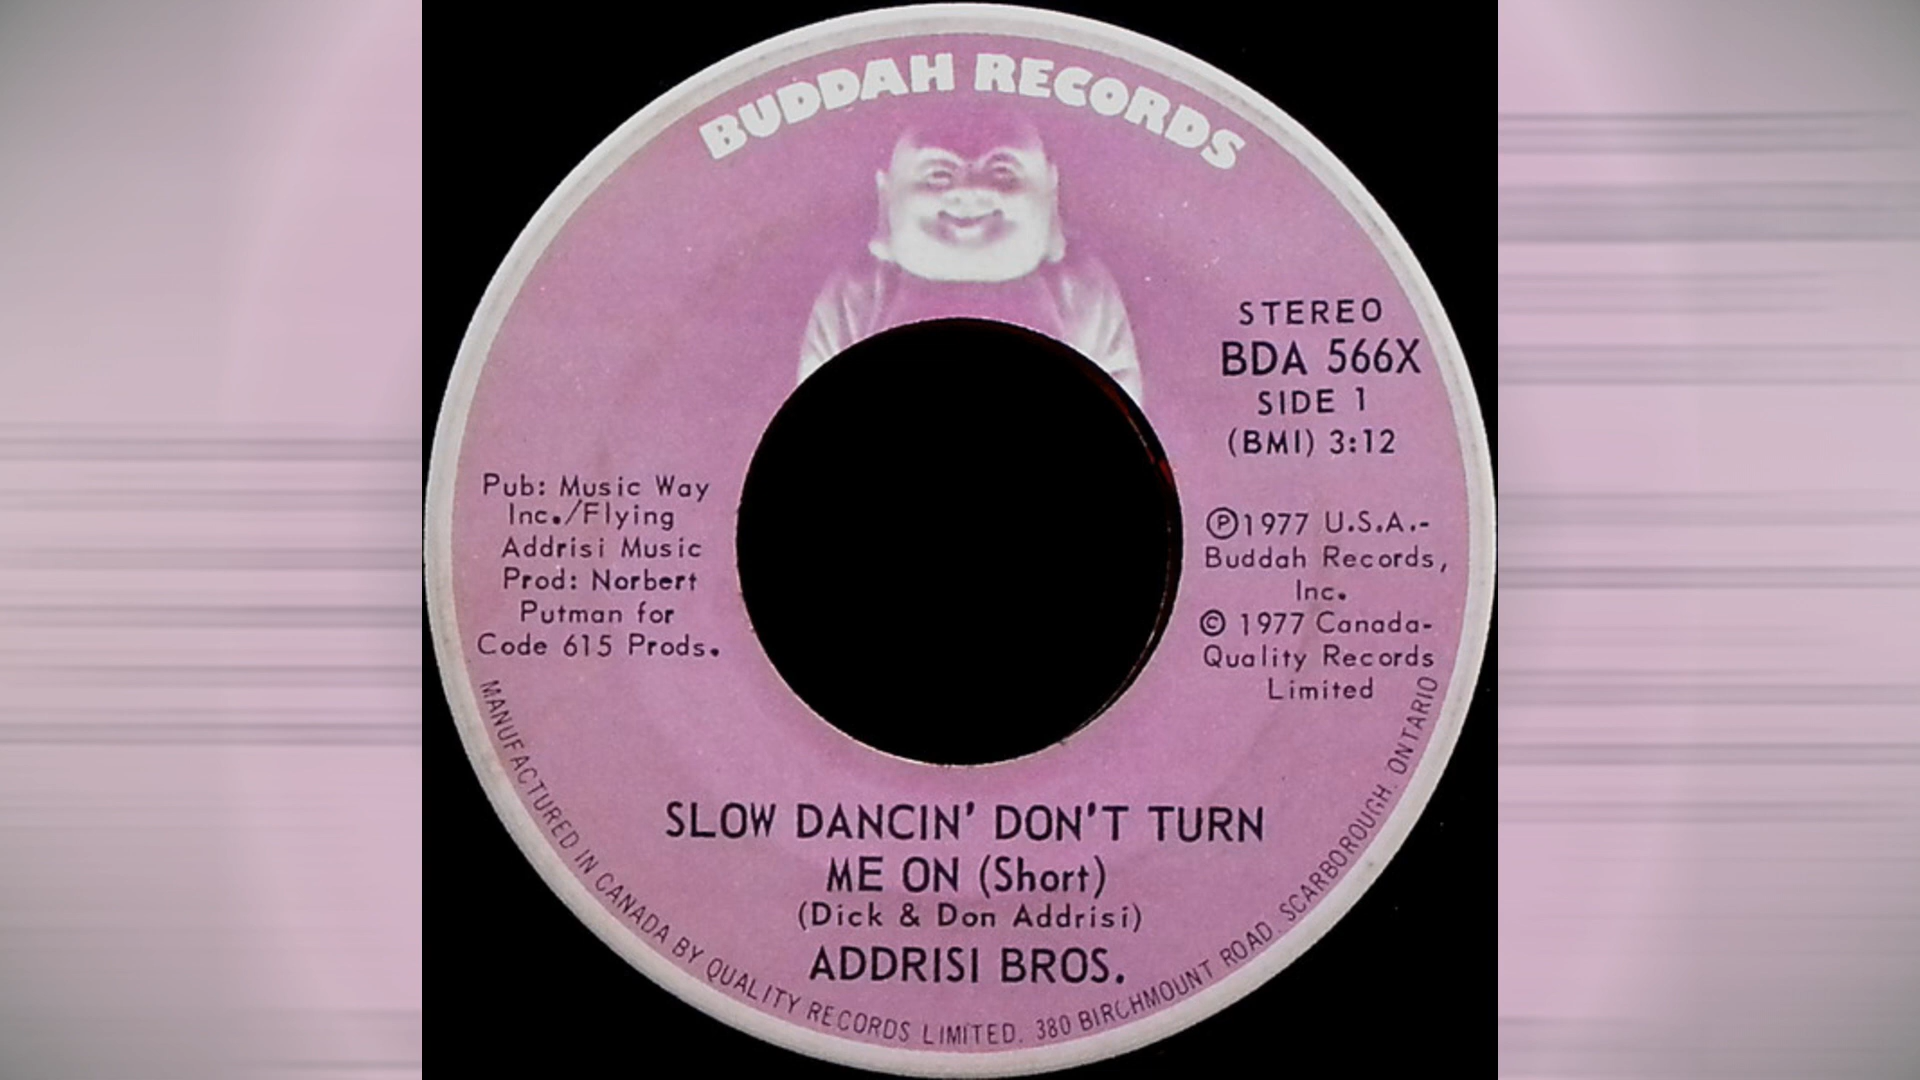 BUDDAH RECORDS
STEREO
BDA 566X
SIDE 1
(BMI) 3:12
Pub: Music Way
Inc./Flying
Addrisi Music
Prod: Norbert
Putman for
Code 615 Prods.
Ⓟ1977 U.S.A.-
Buddah Records,
Inc.
© 1977 Canada-
Quality Records
Limited
SLOW DANCIN' DON'T TURN
ME ON (Short)
(Dick & Don Addrisi)
ADDRISI BROS.
MANUFACTURED IN CANADA BY QUALITY RECORDS LIMITED. 380 BIRCHMOUNT ROAD. SCARBOROUGH. ONTARIO